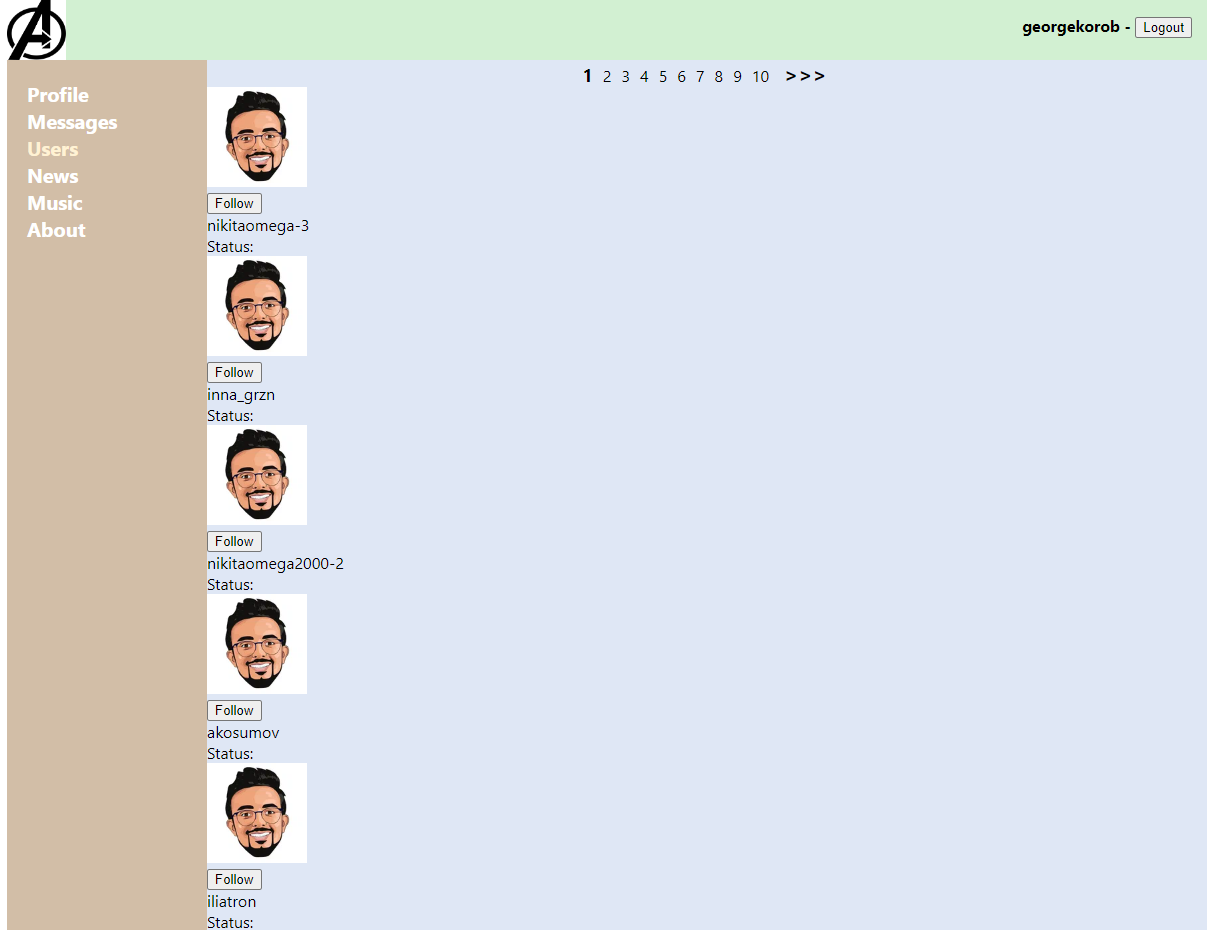 georgekorob - Logout
Profile
Messages
Users
News
Music
About
1 2 3 4 5 6 7 8 9 10 >>>
Follow
nikitaomega-3
Status:
Follow
inna_grzn
Status:
Follow
nikitaomega2000-2
Status:
Follow
akosumov
Status:
Follow
iliatron
Status: